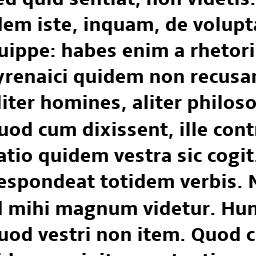 ed quid sentiat, non videtis.
dem iste, inquam, de volupta
uippe: habes enim a rhetori
yrenaici quidem non recusar
liter homines, aliter philoso
uod cum dixissent, ille contr
atio quidem vestra sic cogit.
espondeat totidem verbis. N
l mihi magnum videtur. Hun
uod vestri non item. Quod c